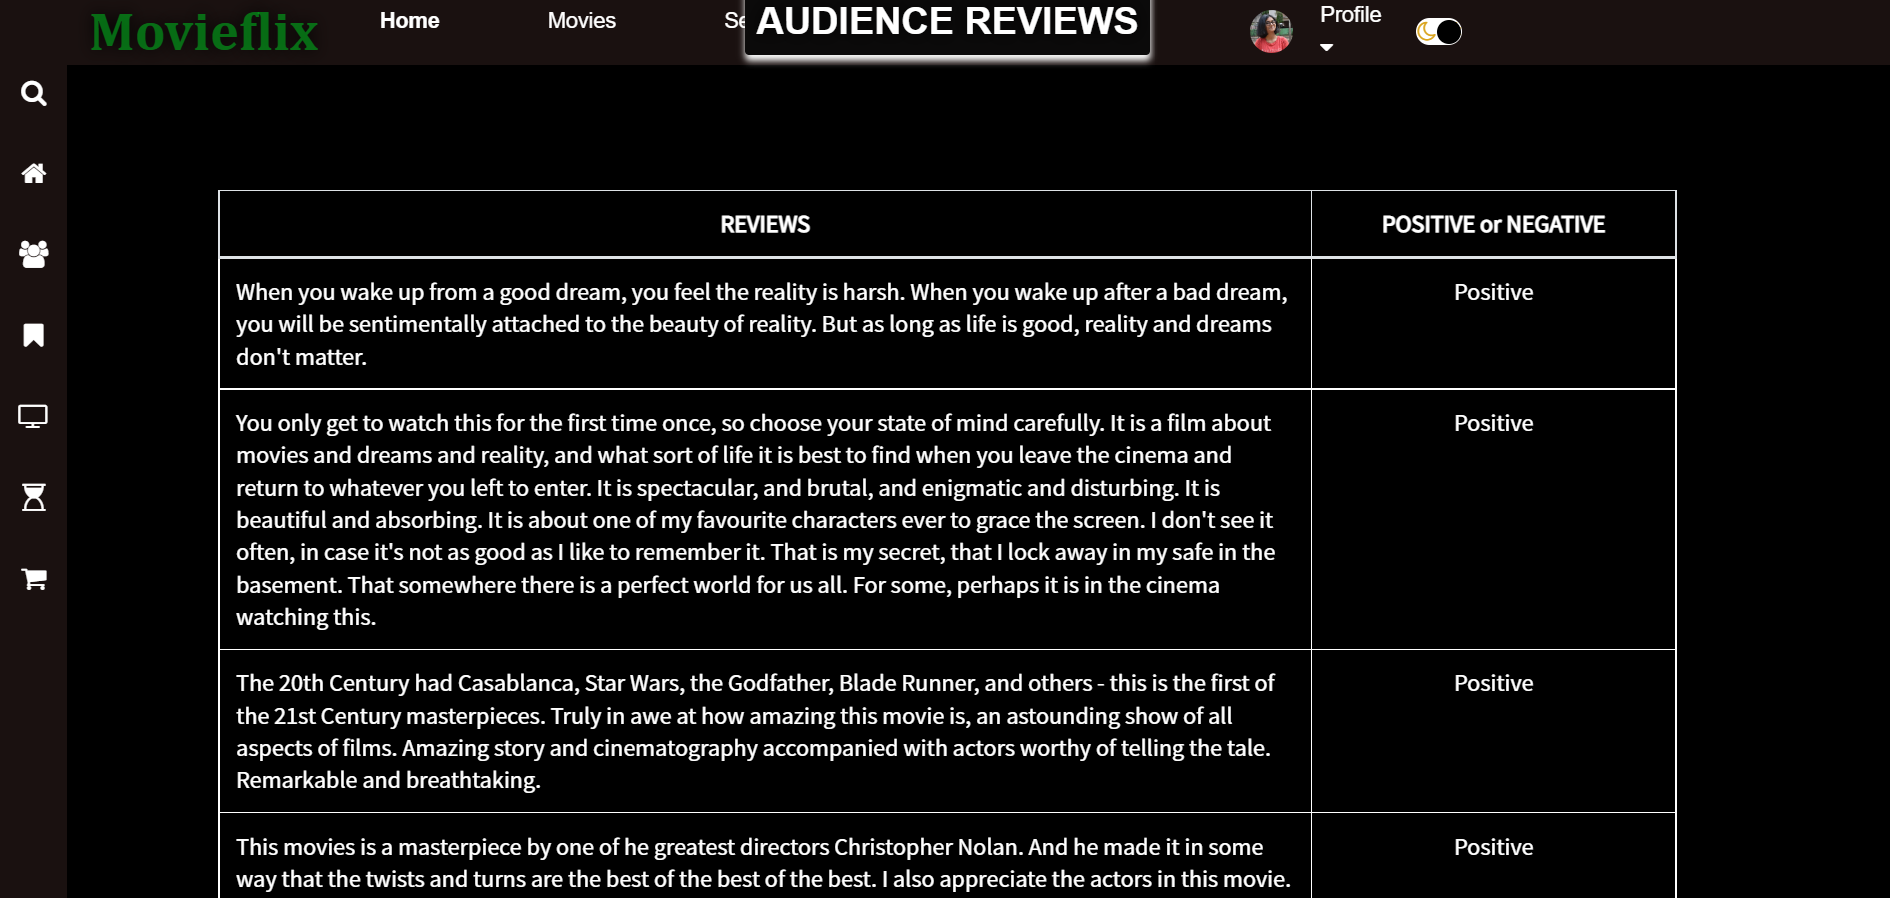 Movieflix
Home
Movies
Se
AUDIENCE REVIEWS
Profile
REVIEWS
POSITIVE or NEGATIVE
When you wake up from a good dream, you feel the reality is harsh. When you wake up after a bad dream,
you will be sentimentally attached to the beauty of reality. But as long as life is good, reality and dreams
don't matter.
Positive
You only get to watch this for the first time once, so choose your state of mind carefully. It is a film about
movies and dreams and reality, and what sort of life it is best to find when you leave the cinema and
return to whatever you left to enter. It is spectacular, and brutal, and enigmatic and disturbing. It is
beautiful and absorbing. It is about one of my favourite characters ever to grace the screen. I don't see it
often, in case it's not as good as I like to remember it. That is my secret, that I lock away in my safe in the
basement. That somewhere there is a perfect world for us all. For some, perhaps it is in the cinema
watching this.
Positive
The 20th Century had Casablanca, Star Wars, the Godfather, Blade Runner, and others - this is the first of
the 21st Century masterpieces. Truly in awe at how amazing this movie is, an astounding show of all
aspects of films. Amazing story and cinematography accompanied with actors worthy of telling the tale.
Remarkable and breathtaking.
Positive
This movies is a masterpiece by one of he greatest directors Christopher Nolan. And he made it in some
way that the twists and turns are the best of the best of the best. I also appreciate the actors in this movie.
Positive